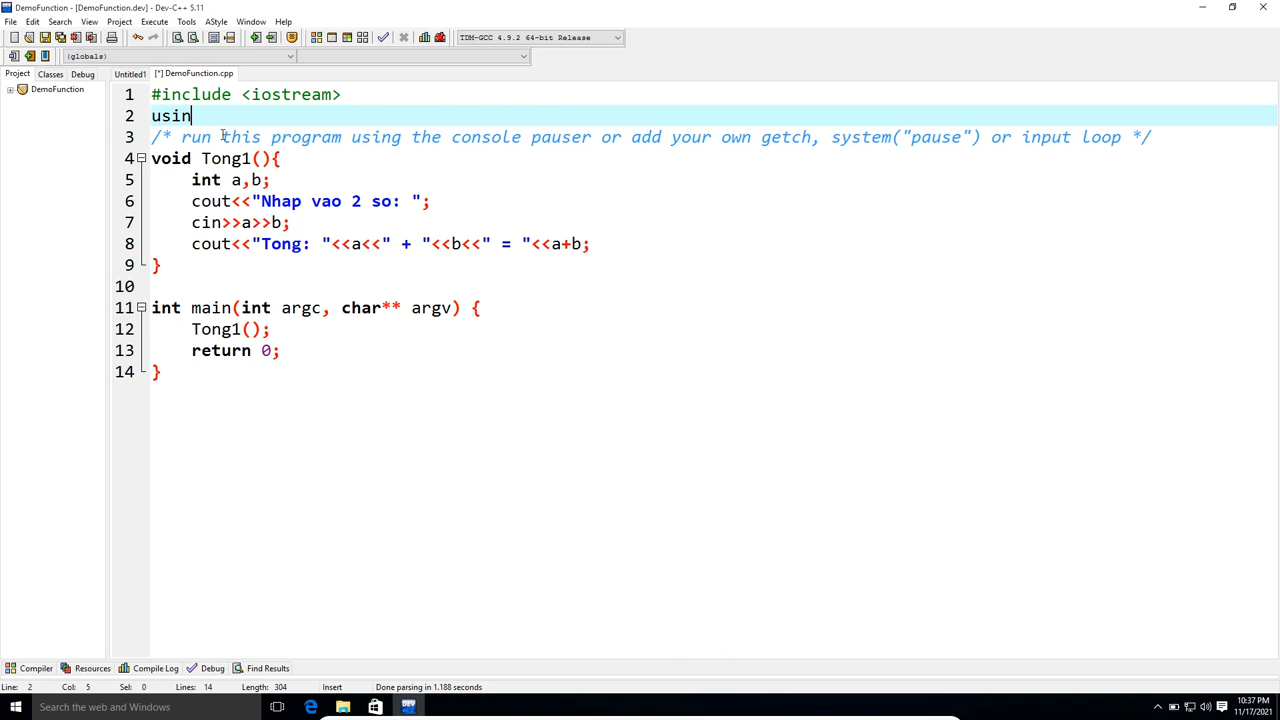 DemoFunction - [DemoFunction.dev] - Dev-C++ 5.11
File Edit Search View Project Execute Tools AStyle Window Help
TDM-GCC 4.9.2 64-bit Release
(globals)
Project Classes Debug Untitled1 [*] DemoFunction.cpp
DemoFunction
1 #include <iostream>
2 usin
3 /* run this program using the console pauser or add your own getch, system("pause") or input loop */
4 void Tong1(){
5 int a,b;
6 cout<<"Nhap vao 2 so: ";
7 cin>>a>>b;
8 cout<<"Tong: "<<a<<" + "<<b<<" = "<<a+b;
9 }
10
11 int main(int argc, char** argv) {
12 Tong1();
13 return 0;
14 }
Compiler Resources Compile Log Debug Find Results
Line: 2 Col: 5 Sel: 0 Lines: 14 Length: 304 Insert Done parsing in 1.188 seconds
Search the web and Windows
DEV
10:37 PM
11/17/2021